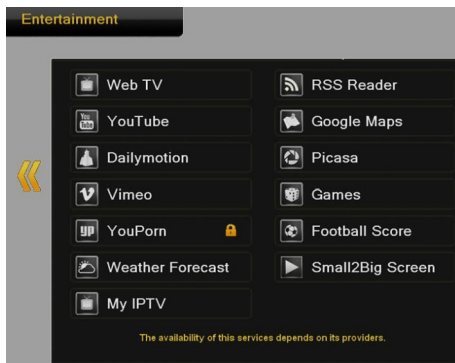 Entertainment
Web TV
YouTube
Dailymotion
Vimeo
YouPorn
Weather Forecast
My IPTV
RSS Reader
Google Maps
Picasa
Games
Football Score
Small2Big Screen
The availability of this services depends on its providers.